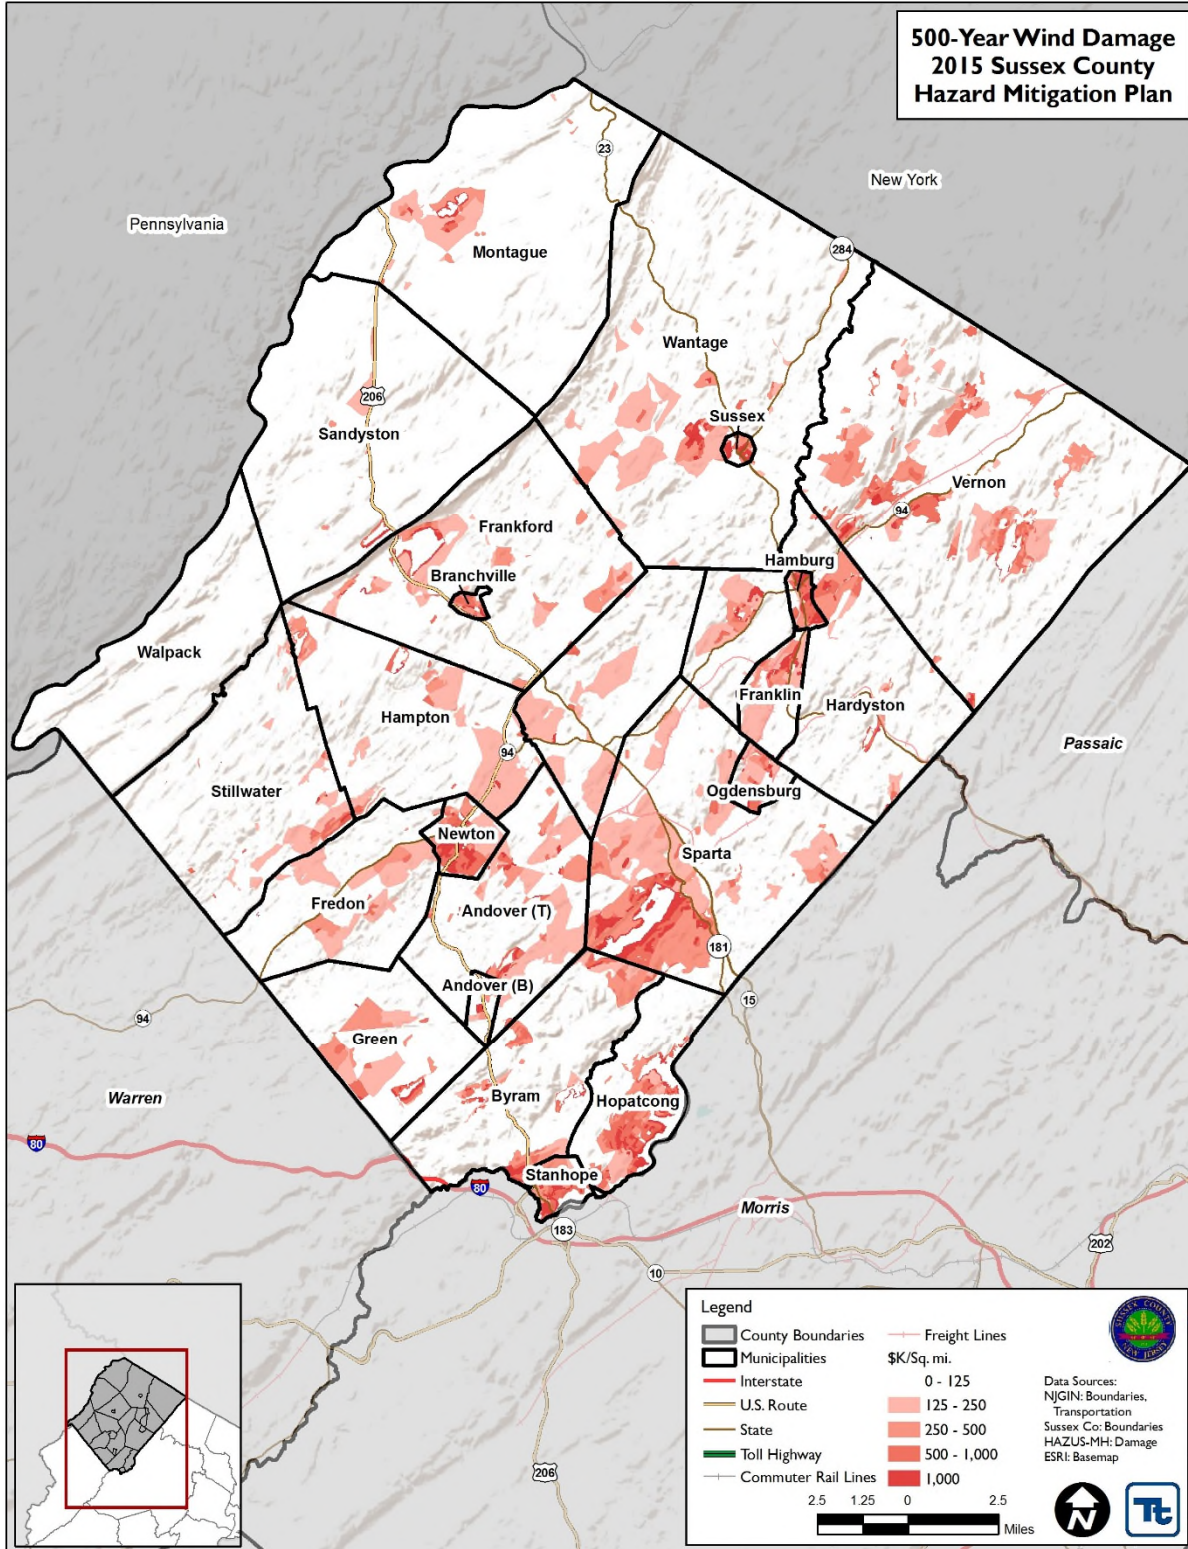 500-Year Wind Damage
2015 Sussex County
Hazard Mitigation Plan
New York
Pennsylvania
23
284
Montague
Wantage
206
Sussex
Sandyston
Vernon
94
Frankford
Hamburg
Branchville
Walpack
Franklin
Hardyston
Hampton
94
Passaic
Stillwater
Ogdensburg
Newton
Sparta
Fredon
Andover (T)
181
Andover (B)
15
94
Green
Warren
Byram
Hopatcong
80
Stanhope
80
Morris
183
202
10
206
Legend
County Boundaries
Municipalities
Interstate
U.S. Route
State
Toll Highway
Commuter Rail Lines
Freight Lines
$K/Sq. mi.
0 - 125
125 - 250
250 - 500
500 - 1,000
1,000
SUSSEX COUNTY
NEW JERSEY
Data Sources:
NJGIN: Boundaries,
Transportation
Sussex Co: Boundaries
HAZUS-MH: Damage
ESRI: Basemap
2.5 1.25 0 2.5
Miles
N
Tt